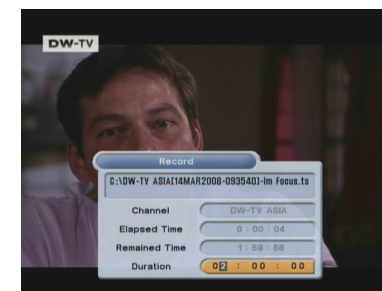 DW-TV
Record
C:\DW-TV ASIA[14MAR2008-093540]-Im Focus.ts
Channel DW-TV ASIA
Elapsed Time 0 : 00 : 04
Remained Time 1 : 59 : 56
Duration 02 : 00 : 00